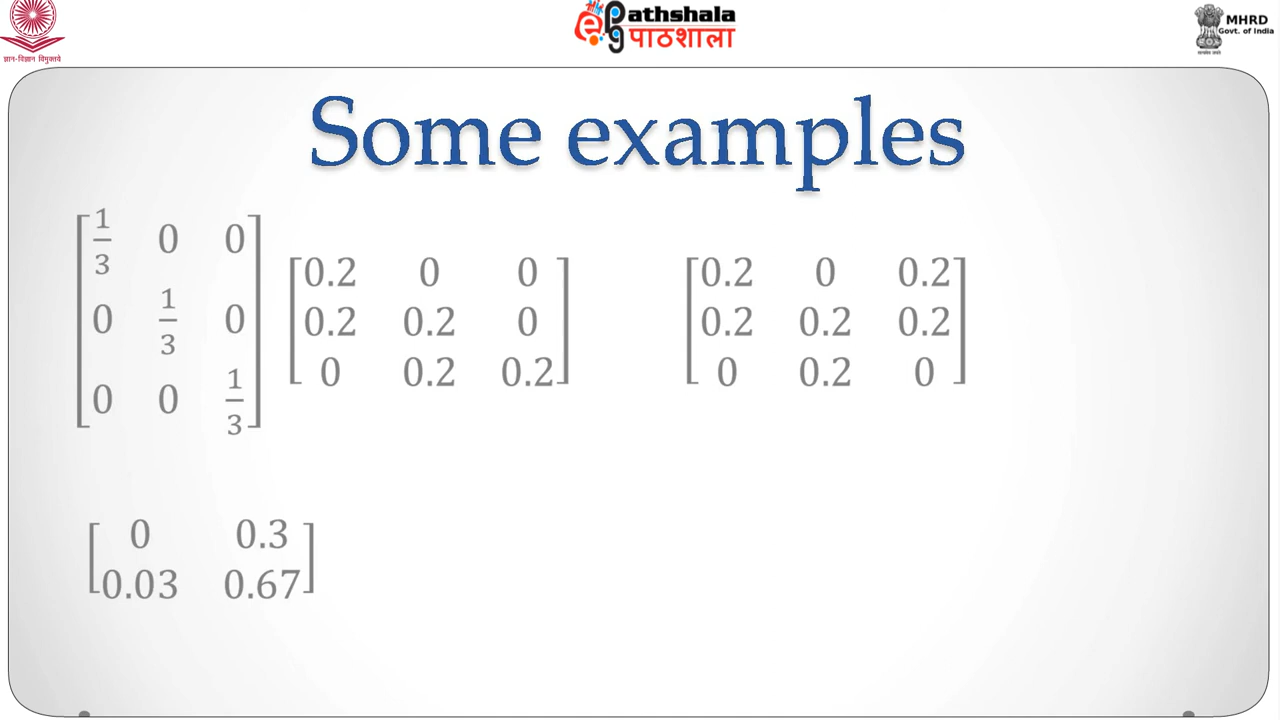 ज्ञान-विज्ञान विमुक्तये
Pathshala
पाठशाला
MHRD
Govt. of India
Some examples
1/3 0 0
0 1/3 0
0 0 1/3
0.2 0 0
0.2 0.2 0
0 0.2 0.2
0.2 0 0.2
0.2 0.2 0.2
0 0.2 0
0 0.3
0.03 0.67